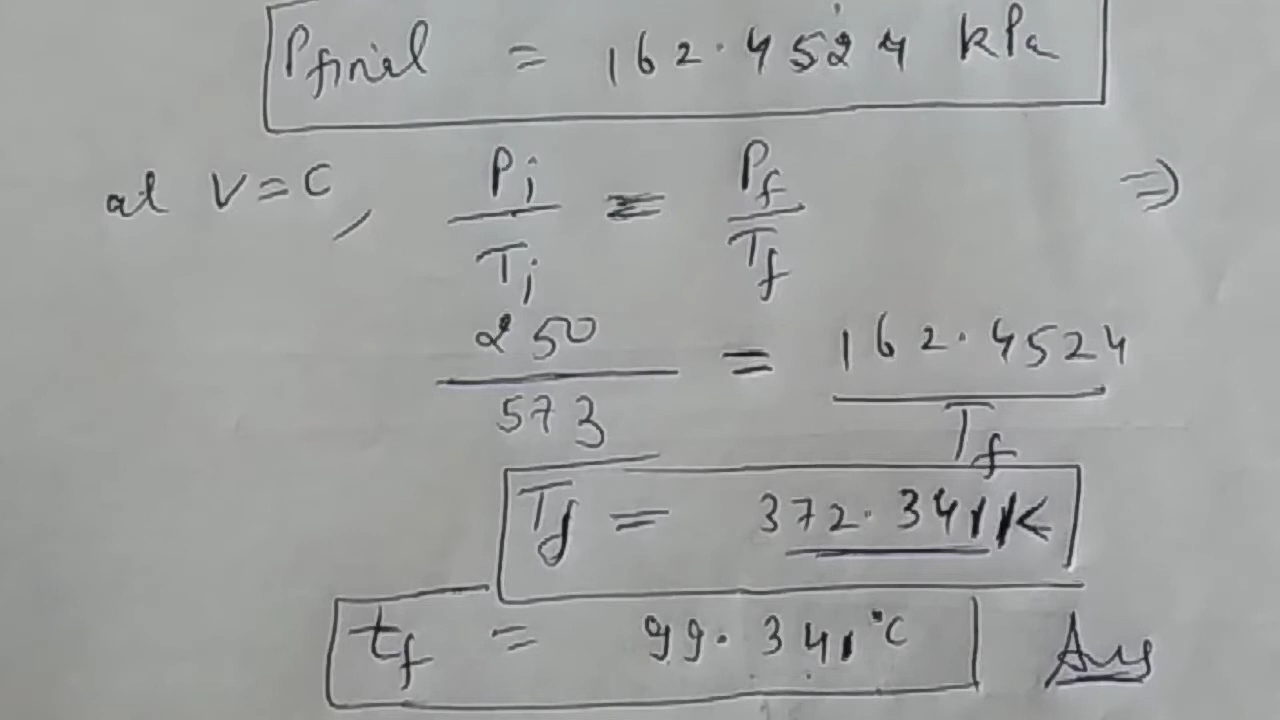 Pfinal = 162.4524 kPa
at V=C, Pi/Ti = Pf/Tf ⇒
250/573 = 162.4524/Tf
Tf = 372.341 K
tf = 99.341 °C Ans